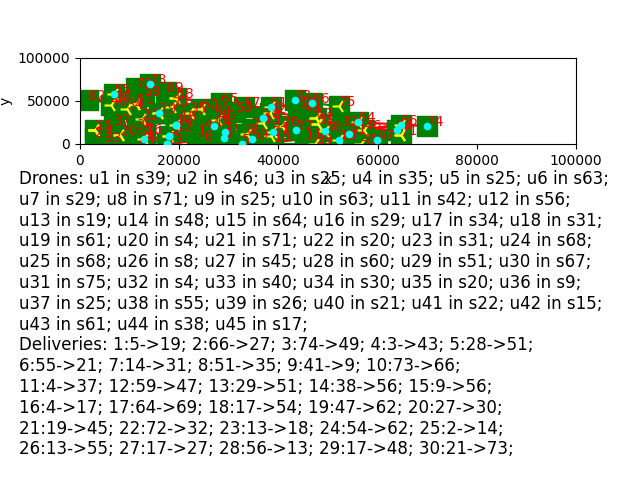 100000
50000
0
y
0 20000 40000 60000 80000 100000
x
Drones: u1 in s39; u2 in s46; u3 in s25; u4 in s35; u5 in s25; u6 in s63;
u7 in s29; u8 in s71; u9 in s25; u10 in s63; u11 in s42; u12 in s56;
u13 in s19; u14 in s48; u15 in s64; u16 in s29; u17 in s34; u18 in s31;
u19 in s61; u20 in s4; u21 in s71; u22 in s20; u23 in s31; u24 in s68;
u25 in s68; u26 in s8; u27 in s45; u28 in s60; u29 in s51; u30 in s67;
u31 in s75; u32 in s4; u33 in s40; u34 in s30; u35 in s20; u36 in s9;
u37 in s25; u38 in s55; u39 in s26; u40 in s21; u41 in s22; u42 in s15;
u43 in s61; u44 in s38; u45 in s17;
Deliveries: 1:5->19; 2:66->27; 3:74->49; 4:3->43; 5:28->51;
6:55->21; 7:14->31; 8:51->35; 9:41->9; 10:73->66;
11:4->37; 12:59->47; 13:29->51; 14:38->56; 15:9->56;
16:4->17; 17:64->69; 18:17->54; 19:47->62; 20:27->30;
21:19->45; 22:72->32; 23:13->18; 24:54->62; 25:2->14;
26:13->55; 27:17->27; 28:56->13; 29:17->48; 30:21->73;